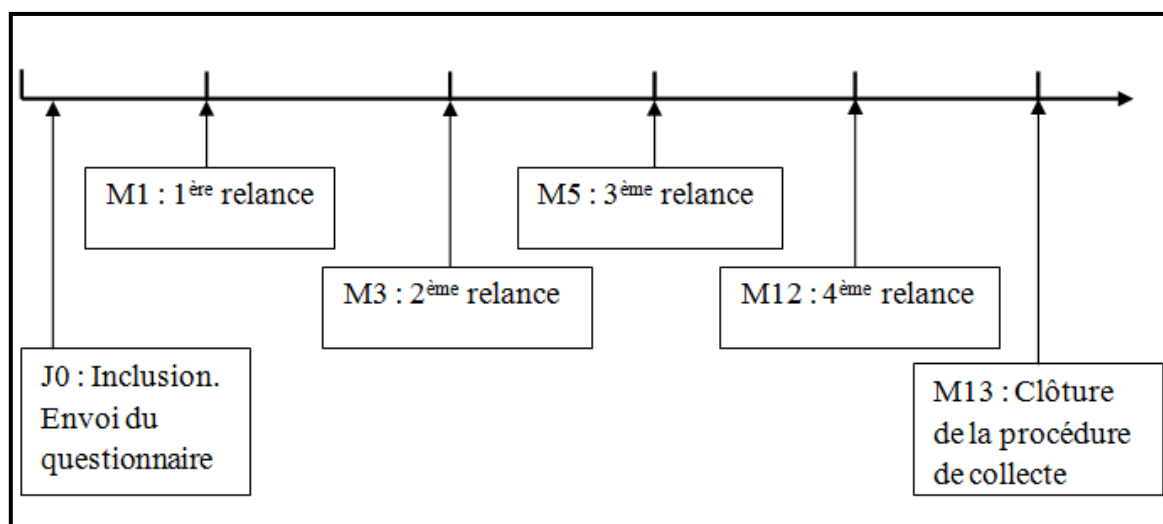 M1 : 1ère relance
M5 : 3ème relance
M3 : 2ème relance
M12 : 4ème relance
J0 : Inclusion.
Envoi du
questionnaire
M13 : Clôture
de la procédure
de collecte